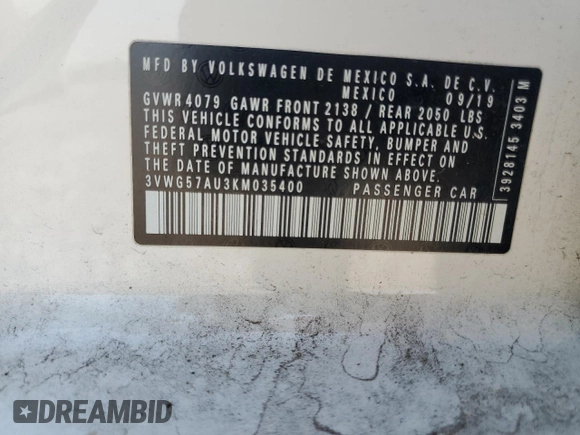 MFD BY VOLKSWAGEN DE MEXICO S.A. DE C.V.
MEXICO 09/19
GVWR 4079 GAWR FRONT 2138 / REAR 2050 LBS
THIS VEHICLE CONFORMS TO ALL APPLICABLE U.S.
FEDERAL MOTOR VEHICLE SAFETY, BUMPER AND
THEFT PREVENTION STANDARDS IN EFFECT ON
THE DATE OF MANUFACTURE SHOWN ABOVE.
3VWG57AU3KM035400 PASSENGER CAR
3928145 3403 M
DREAMBID